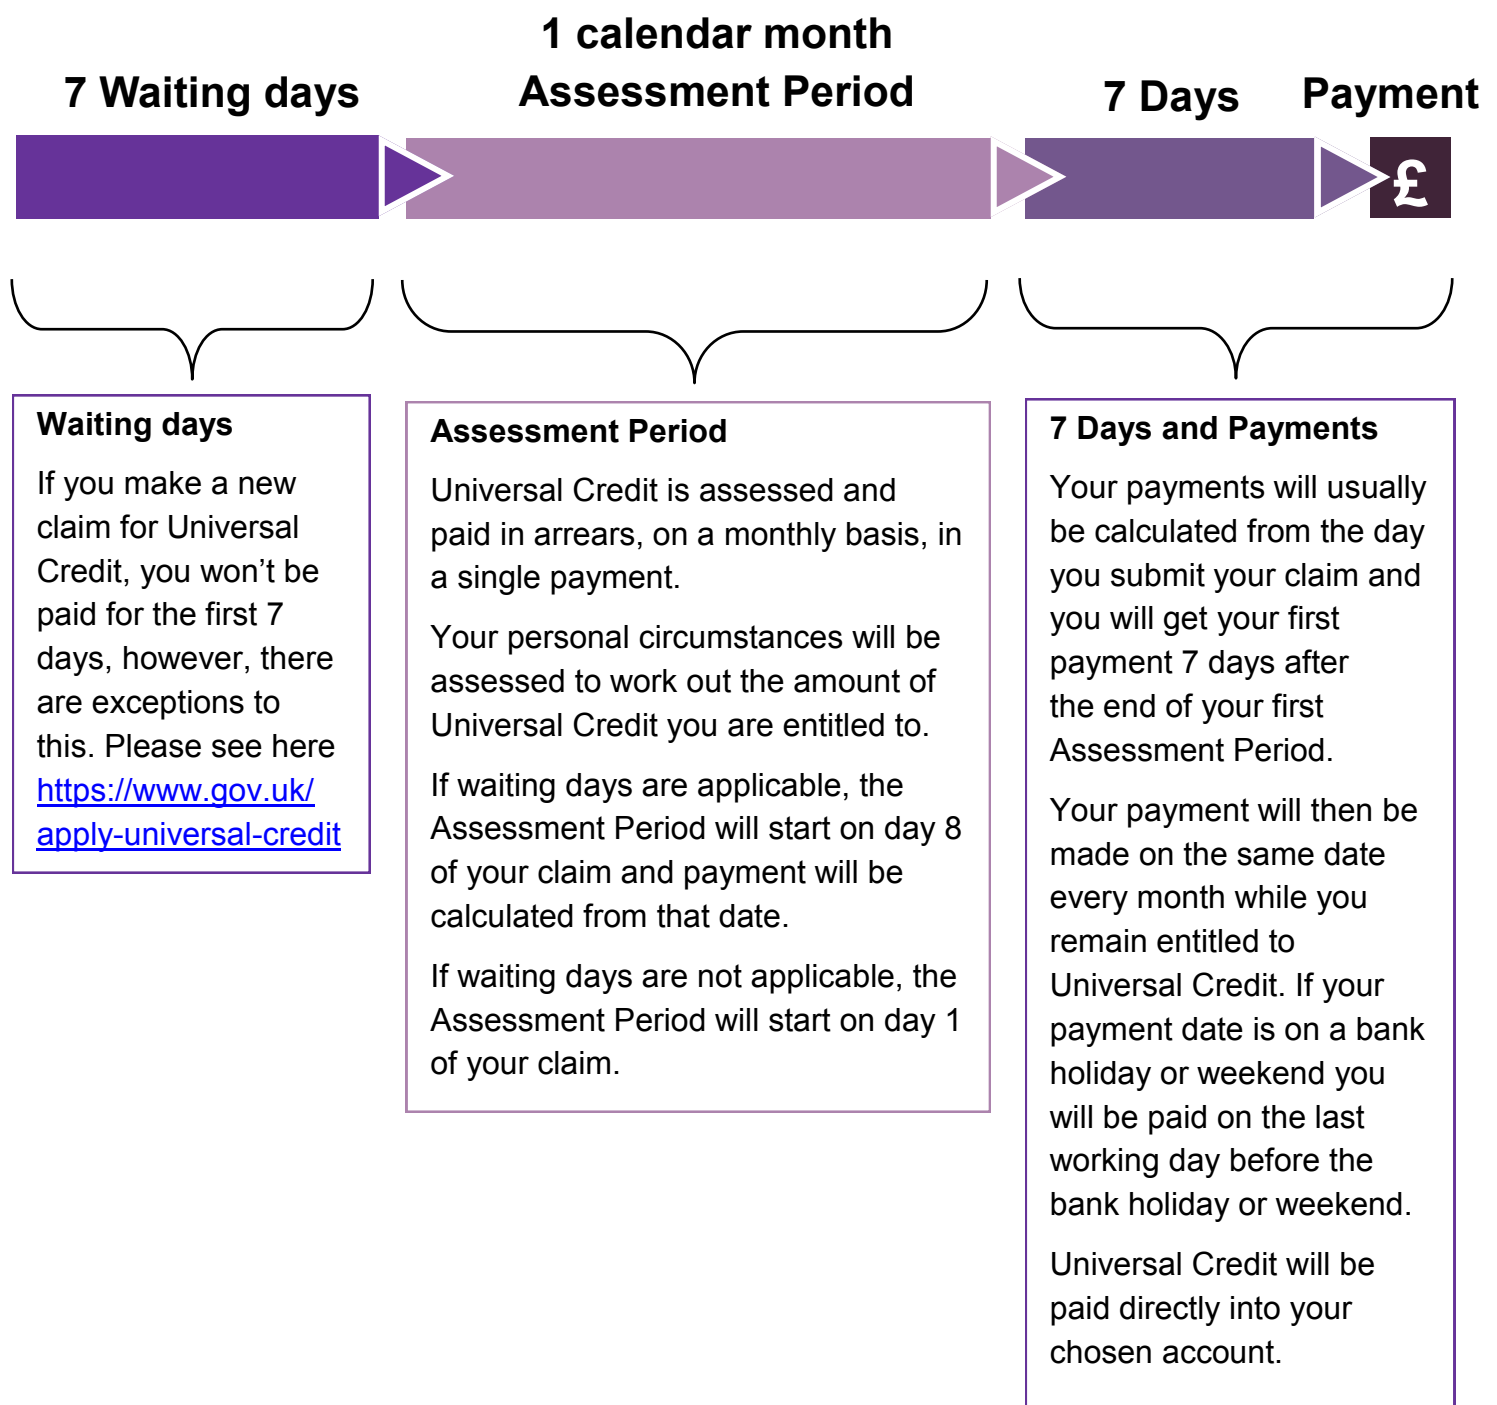 1 calendar month
7 Waiting days
Assessment Period
7 Days
Payment
£
Waiting days
If you make a new
claim for Universal
Credit, you won’t be
paid for the first 7
days, however, there
are exceptions to
this. Please see here
https://www.gov.uk/
apply-universal-credit
Assessment Period
Universal Credit is assessed and
paid in arrears, on a monthly basis, in
a single payment.
Your personal circumstances will be
assessed to work out the amount of
Universal Credit you are entitled to.
If waiting days are applicable, the
Assessment Period will start on day 8
of your claim and payment will be
calculated from that date.
If waiting days are not applicable, the
Assessment Period will start on day 1
of your claim.
7 Days and Payments
Your payments will usually
be calculated from the day
you submit your claim and
you will get your first
payment 7 days after
the end of your first
Assessment Period.
Your payment will then be
made on the same date
every month while you
remain entitled to
Universal Credit. If your
payment date is on a bank
holiday or weekend you
will be paid on the last
working day before the
bank holiday or weekend.
Universal Credit will be
paid directly into your
chosen account.